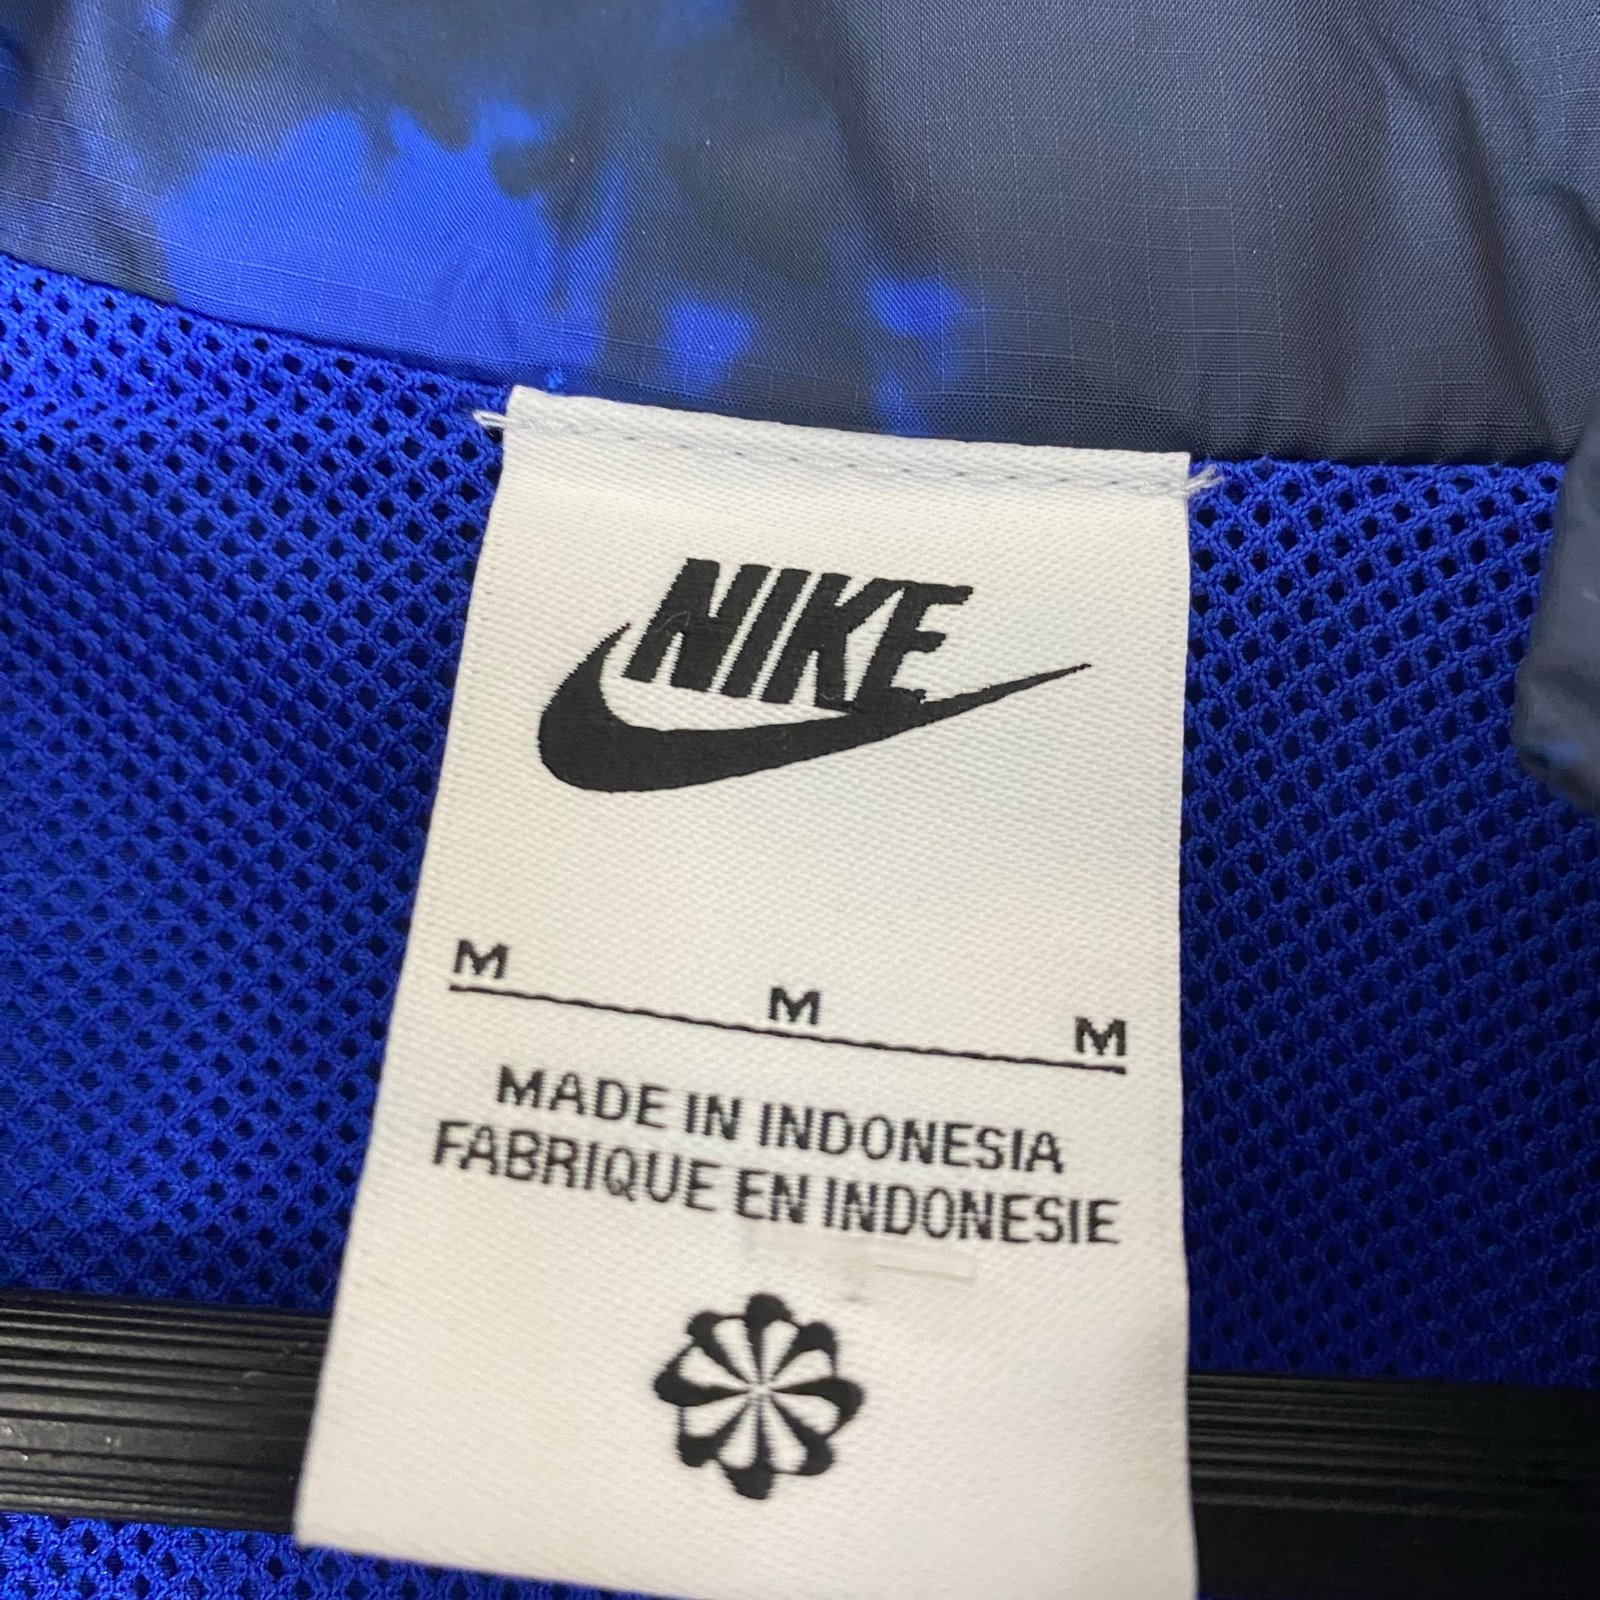 NIKE
M M M
MADE IN INDONESIA
FABRIQUE EN INDONESIE